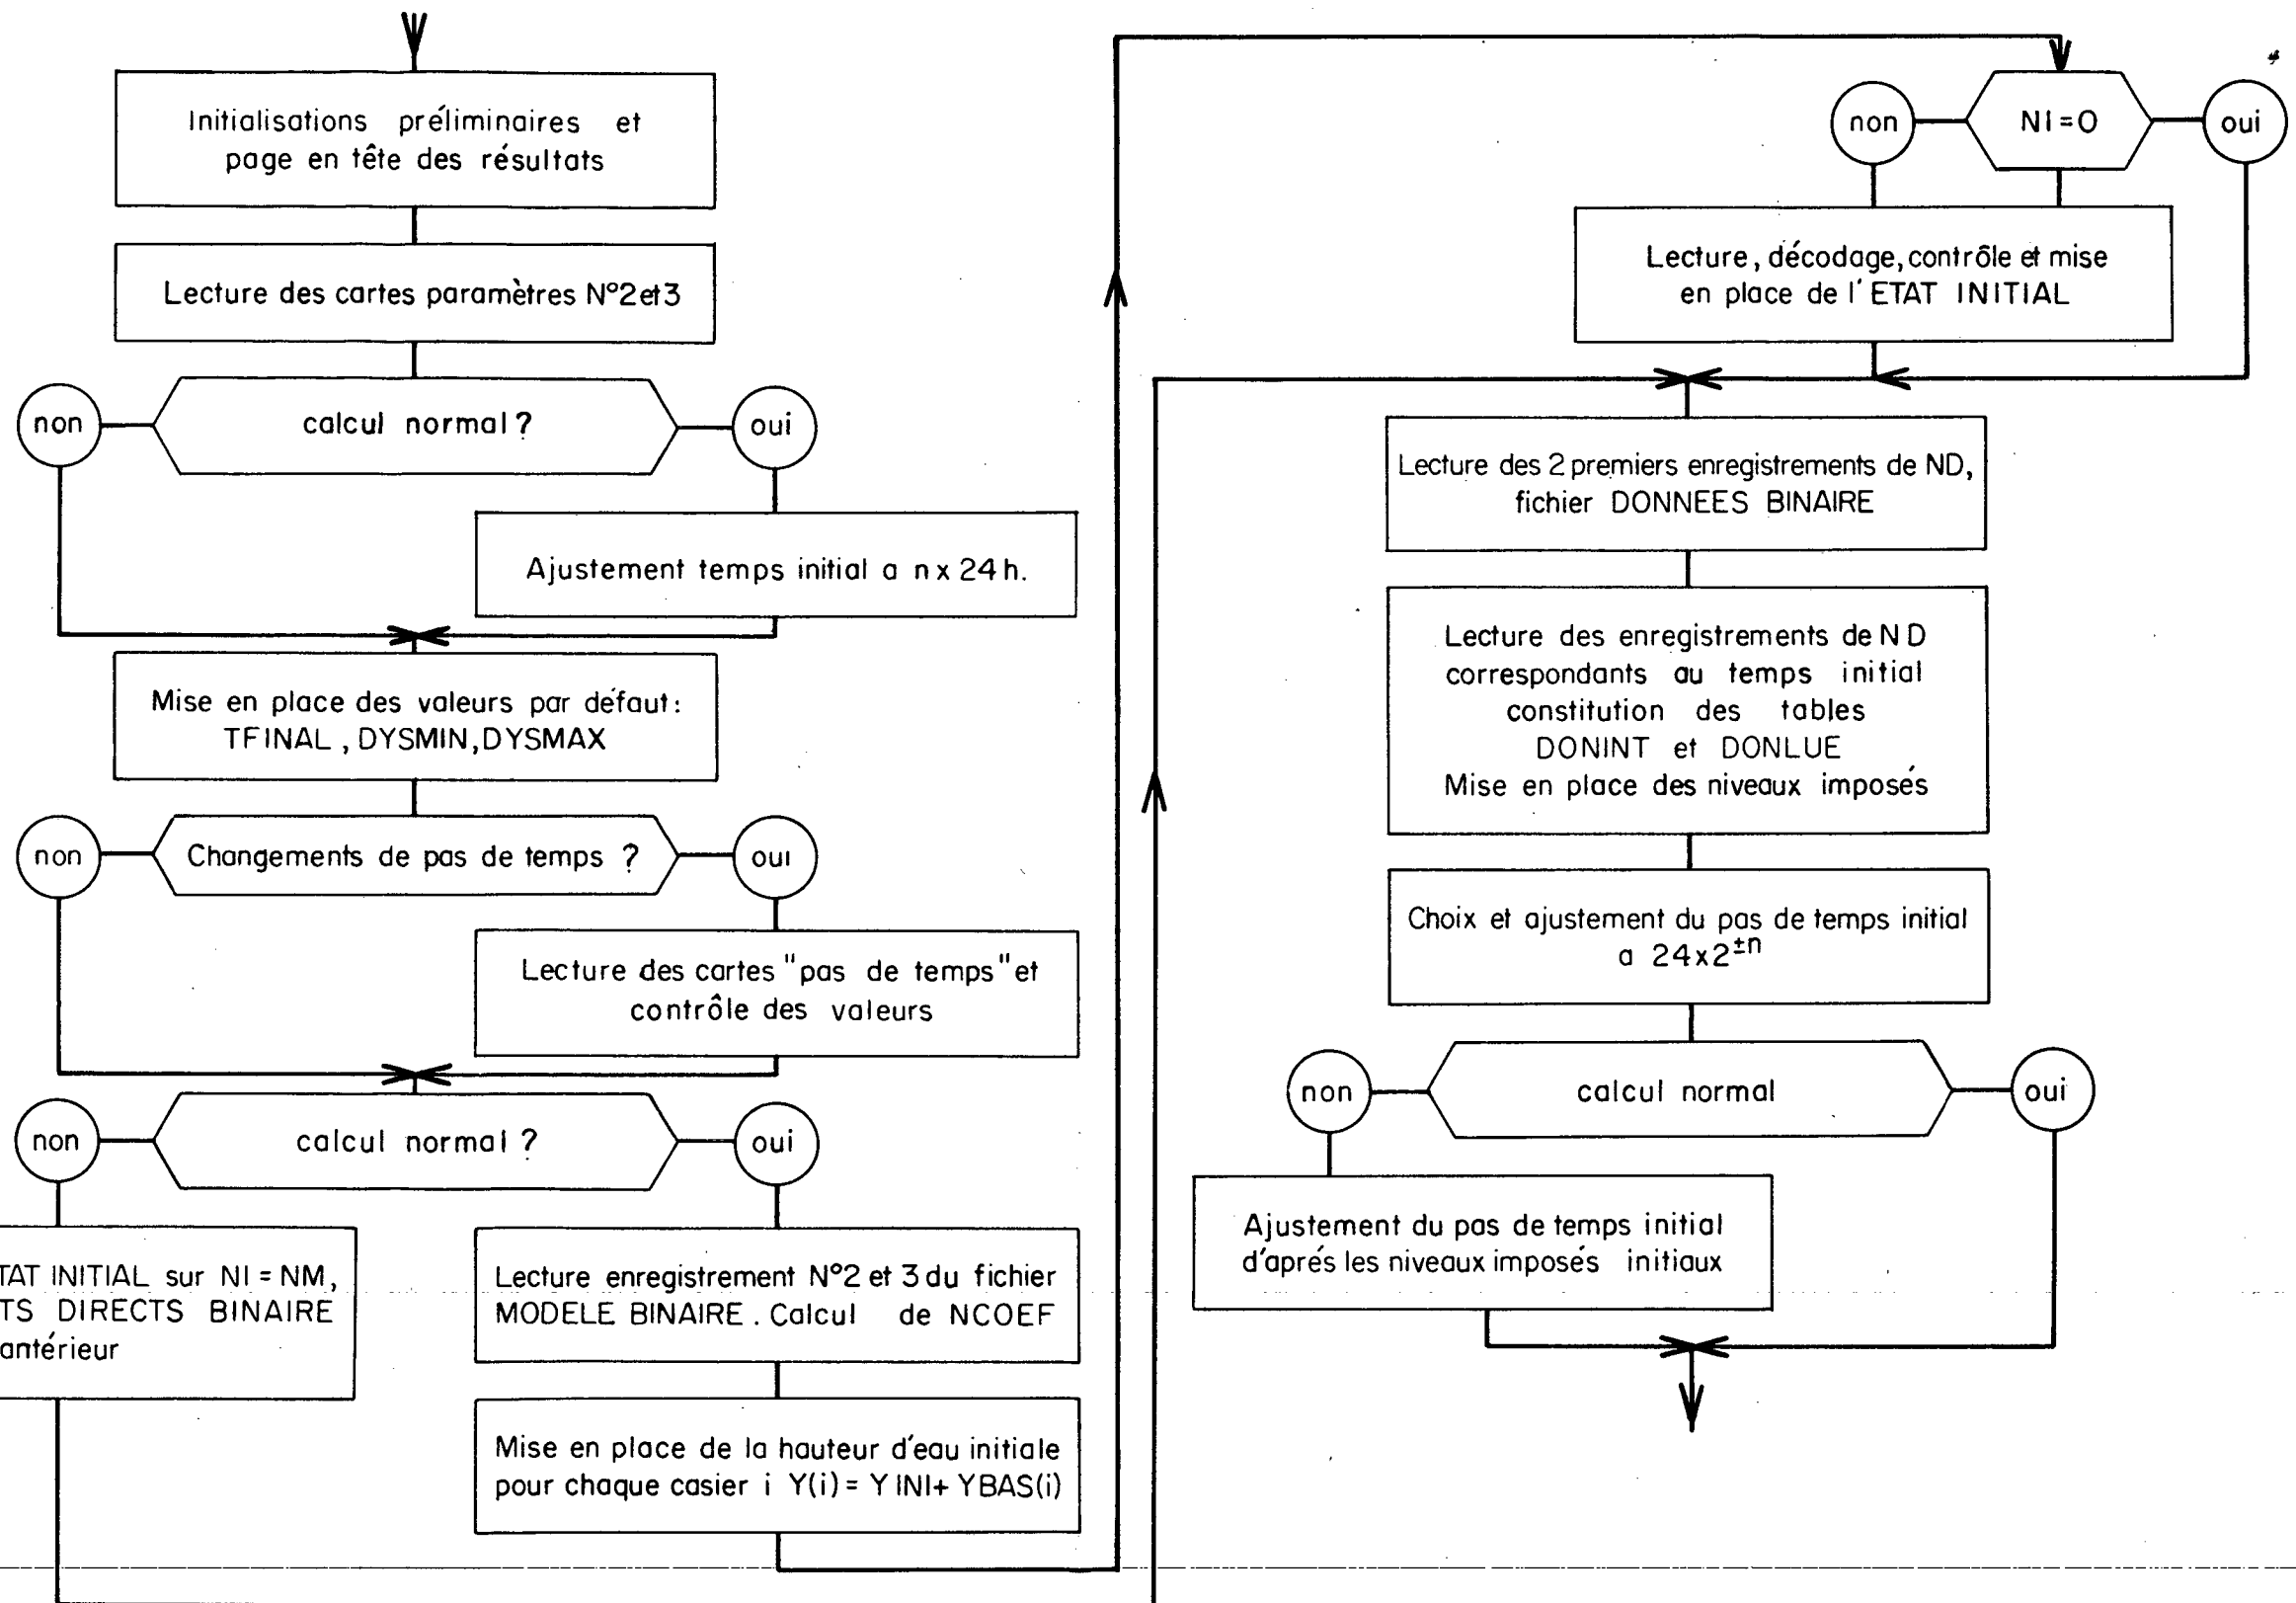 Initialisations préliminaires et
page en tête des résultats
Lecture des cartes paramètres N°2et3
non
calcul normal?
oui
Ajustement temps initial a n x 24 h.
Mise en place des valeurs par défaut:
TFINAL, DYSMIN, DYSMAX
non
Changements de pas de temps ?
oui
Lecture des cartes "pas de temps" et
contrôle des valeurs
non
calcul normal?
oui
TAT INITIAL sur NI = NM,
TS DIRECTS BINAIRE
antérieur
Lecture enregistrement N°2 et 3 du fichier
MODELE BINAIRE. Calcul de NCOEF
Mise en place de la hauteur d'eau initiale
pour chaque casier i Y(i) = YINI+ YBAS(i)
non
NI=0
oui
Lecture, décodage, contrôle et mise
en place de l'ETAT INITIAL
Lecture des 2 premiers enregistrements de ND,
fichier DONNEES BINAIRE
Lecture des enregistrements de ND
correspondants au temps initial
constitution des tables
DONINT et DONLUE
Mise en place des niveaux imposés
Choix et ajustement du pas de temps initial
a 24x2±n
non
calcul normal
oui
Ajustement du pas de temps initial
d'aprés les niveaux imposés initiaux